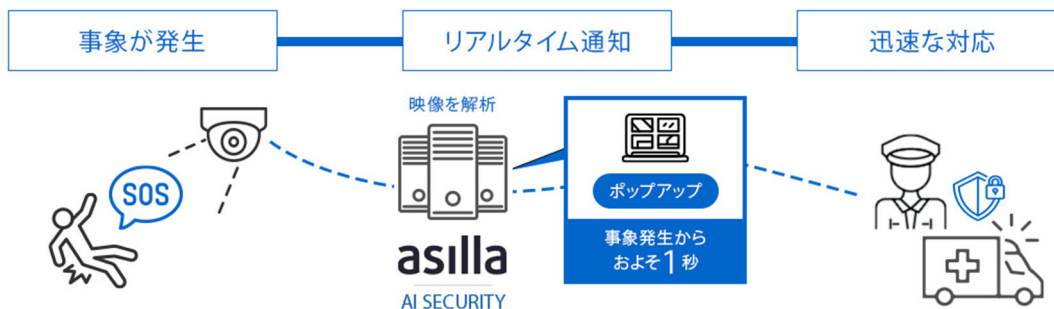 事象が発生
リアルタイム通知
迅速な対応
映像を解析
SOS
ポップアップ
事象発生から
およそ1秒
asilla
AI SECURITY